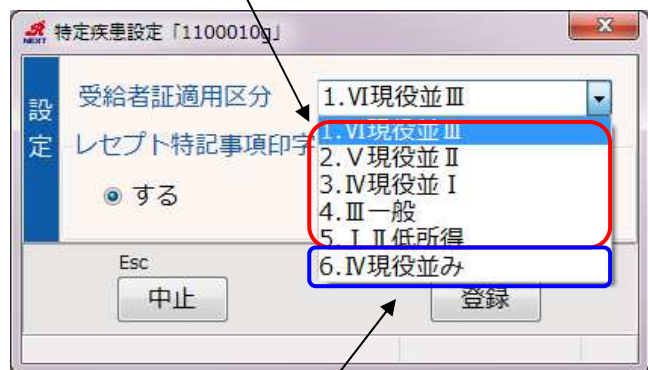 NEXT 特定疾患設定「1100010g」
設定
受給者証適用区分 1.Ⅵ現役並Ⅲ
1.Ⅵ現役並Ⅲ
レセプト特記事項印字
2.Ⅴ現役並Ⅱ
3.Ⅳ現役並Ⅰ
する
4.Ⅲ一般
5.ⅠⅡ低所得
6.Ⅳ現役並み
Esc
中止 登録